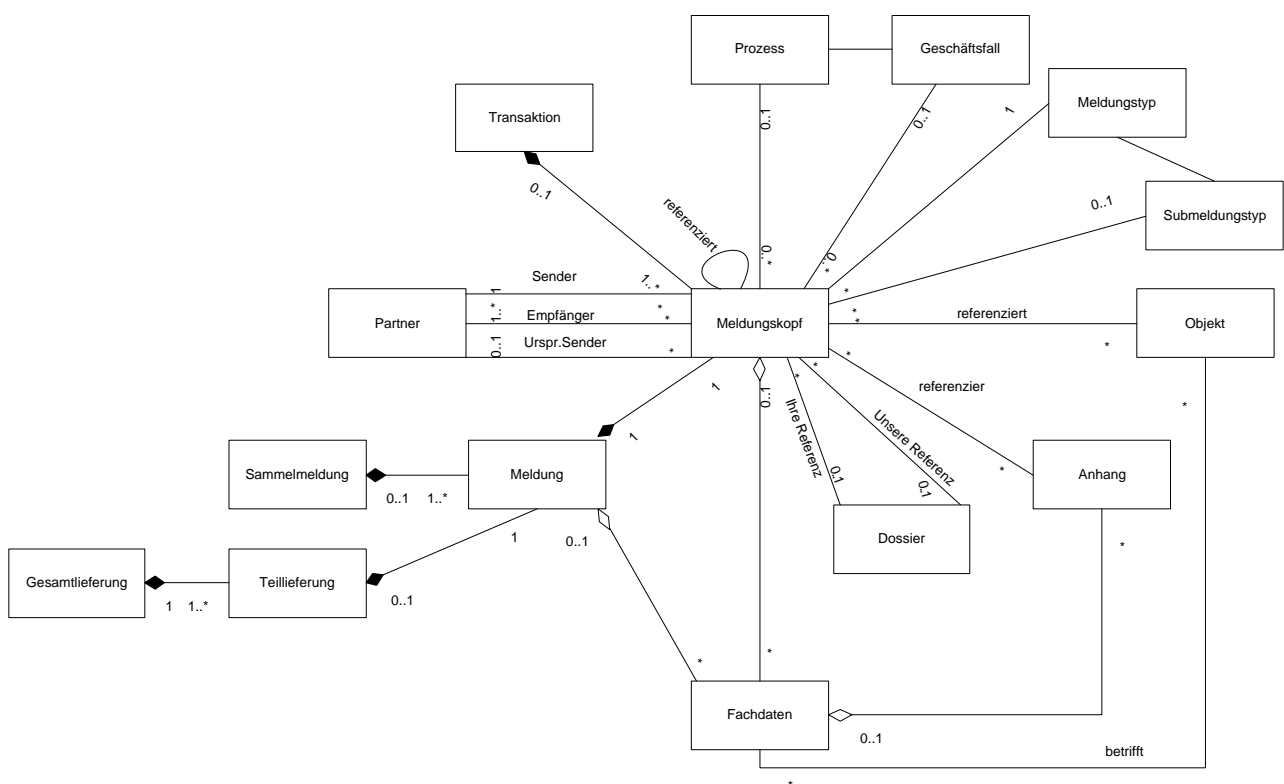 Prozess
Geschäftsfall
Meldungstyp
Transaktion
0..1
0..1
1
0..1
Submeldungstyp
0..1
referenziert
0..*
0..*
*
*
Sender
1
1..*
*
Partner
Empfänger
1..*
*
Meldungskopf
*
referenziert
*
Objekt
Urspr.Sender
0..1
*
1
0..1
*
*
*
referenzier
*
Ihre Referenz
Unsere Referenz
1
Sammelmeldung
0..1
1..*
Meldung
0.1
0.1
*
Anhang
1
0..1
Dossier
*
Gesamtlieferung
1
1..*
Teillieferung
0..1
*
*
Fachdaten
0..1
betrifft
*